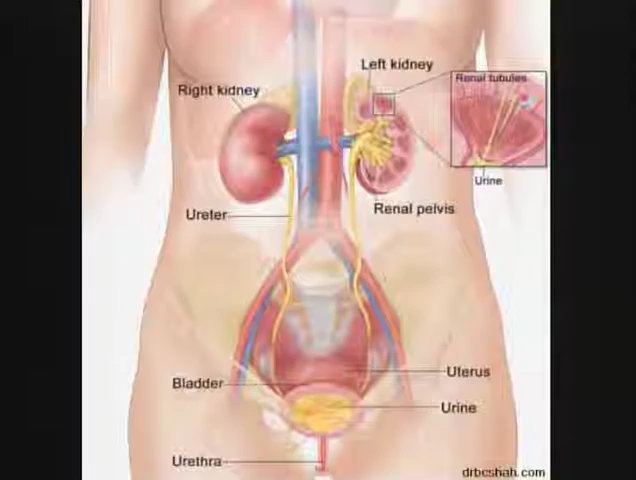 Left kidney
Renal tubules
Right kidney
Urine
Renal pelvis
Ureter
Uterus
Bladder
Urine
Urethra
drbcshah.com